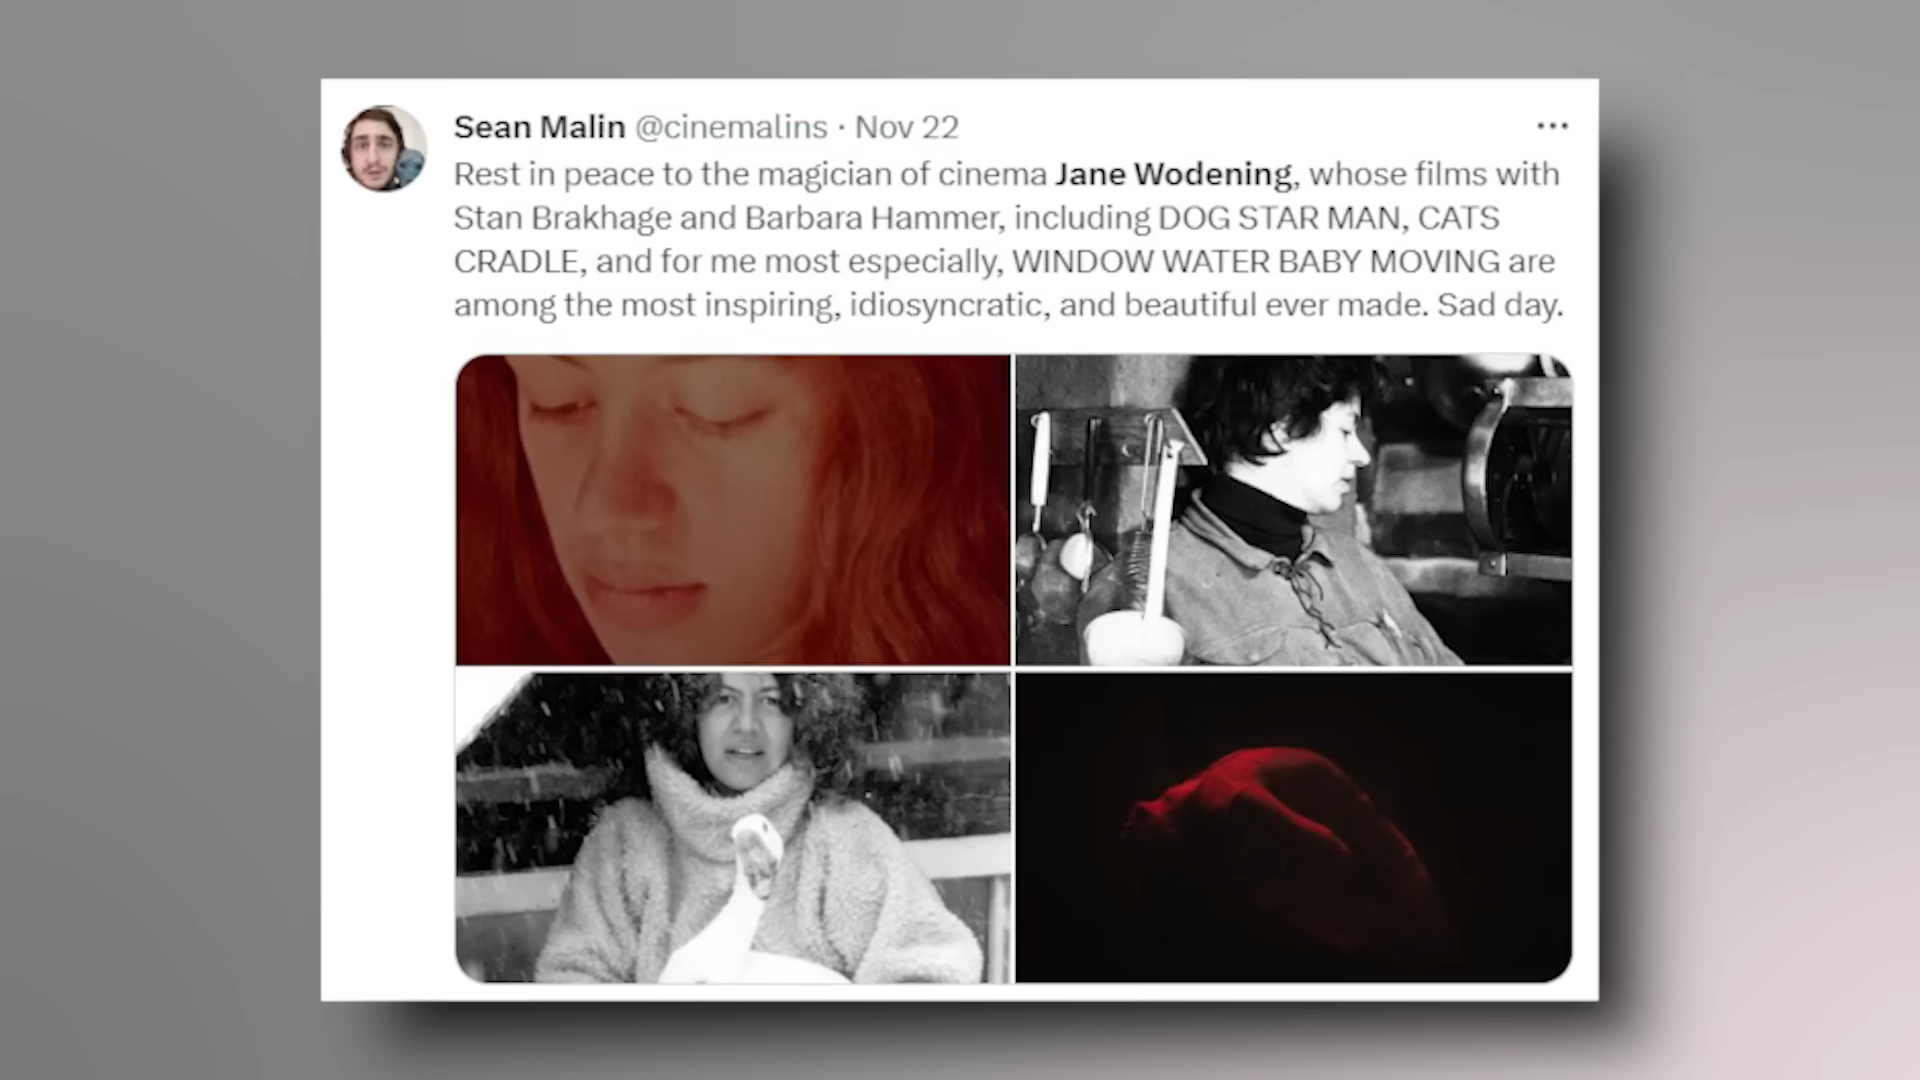 Sean Malin @cinemalins · Nov 22
Rest in peace to the magician of cinema Jane Wodening, whose films with
Stan Brakhage and Barbara Hammer, including DOG STAR MAN, CATS
CRADLE, and for me most especially, WINDOW WATER BABY MOVING are
among the most inspiring, idiosyncratic, and beautiful ever made. Sad day.